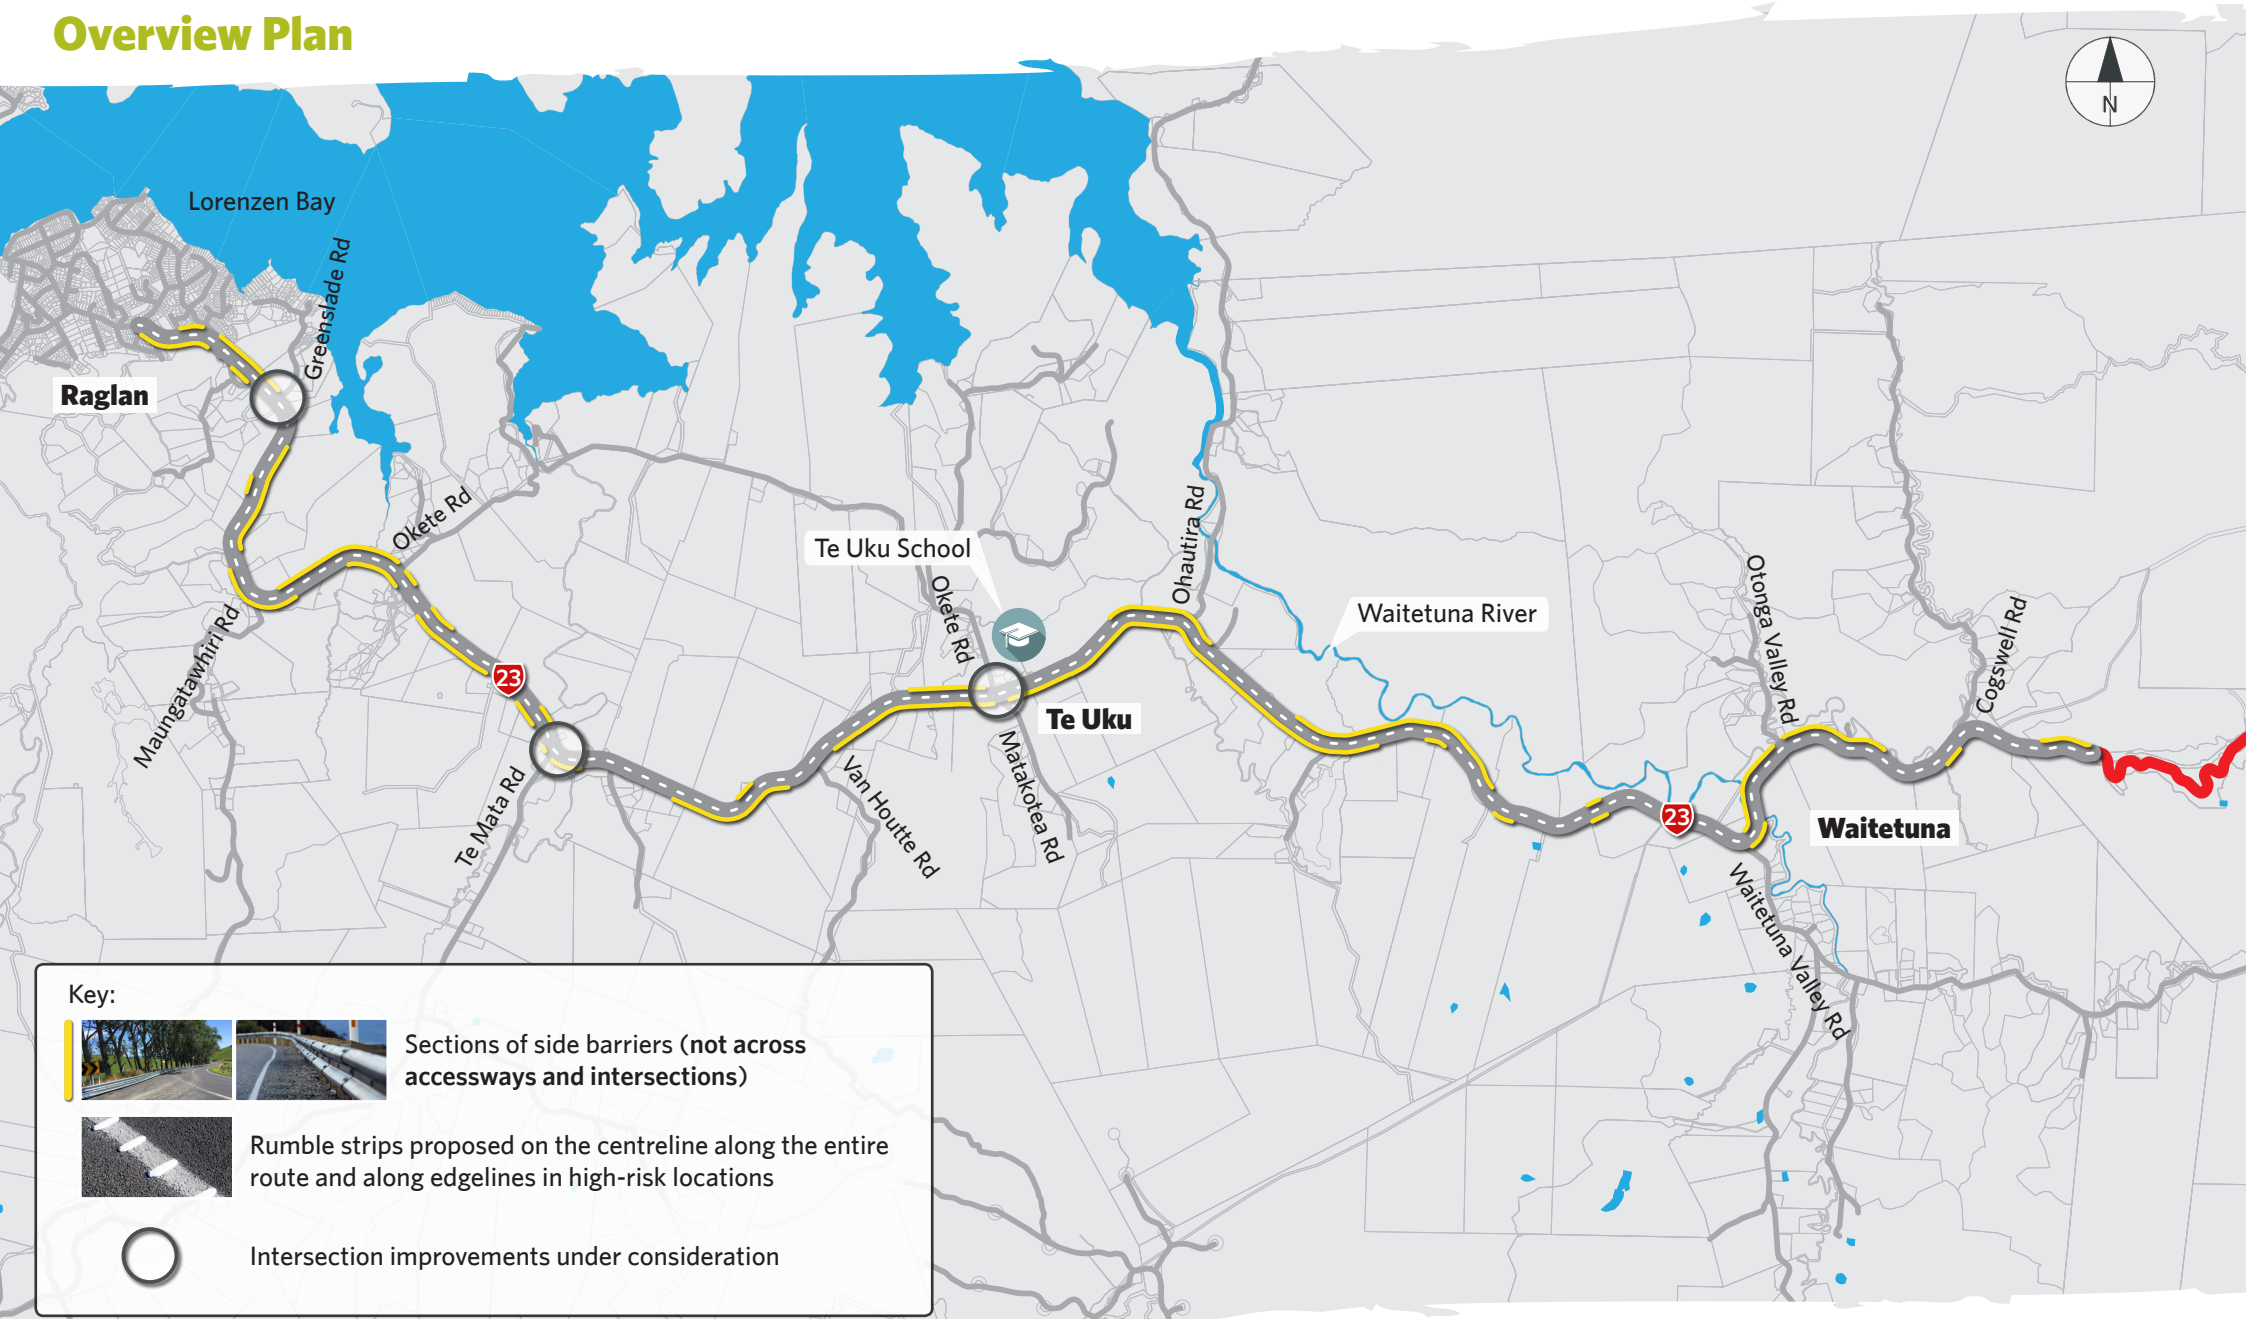 Overview Plan
N
Lorenzen Bay
Greenslade Rd
Raglan
Okete Rd
Te Uku School
Ohautira Rd
Okete Rd
Waitetuna River
Otonga Valley Rd
Cogswell Rd
Maungatawhiri Rd
23
Te Uku
Te Mata Rd
Van Houtte Rd
Matakotea Rd
23
Waitetuna
Waitetuna Valley Rd
Key:
Sections of side barriers (not across
accessways and intersections)
Rumble strips proposed on the centreline along the entire
route and along edgelines in high-risk locations
Intersection improvements under consideration